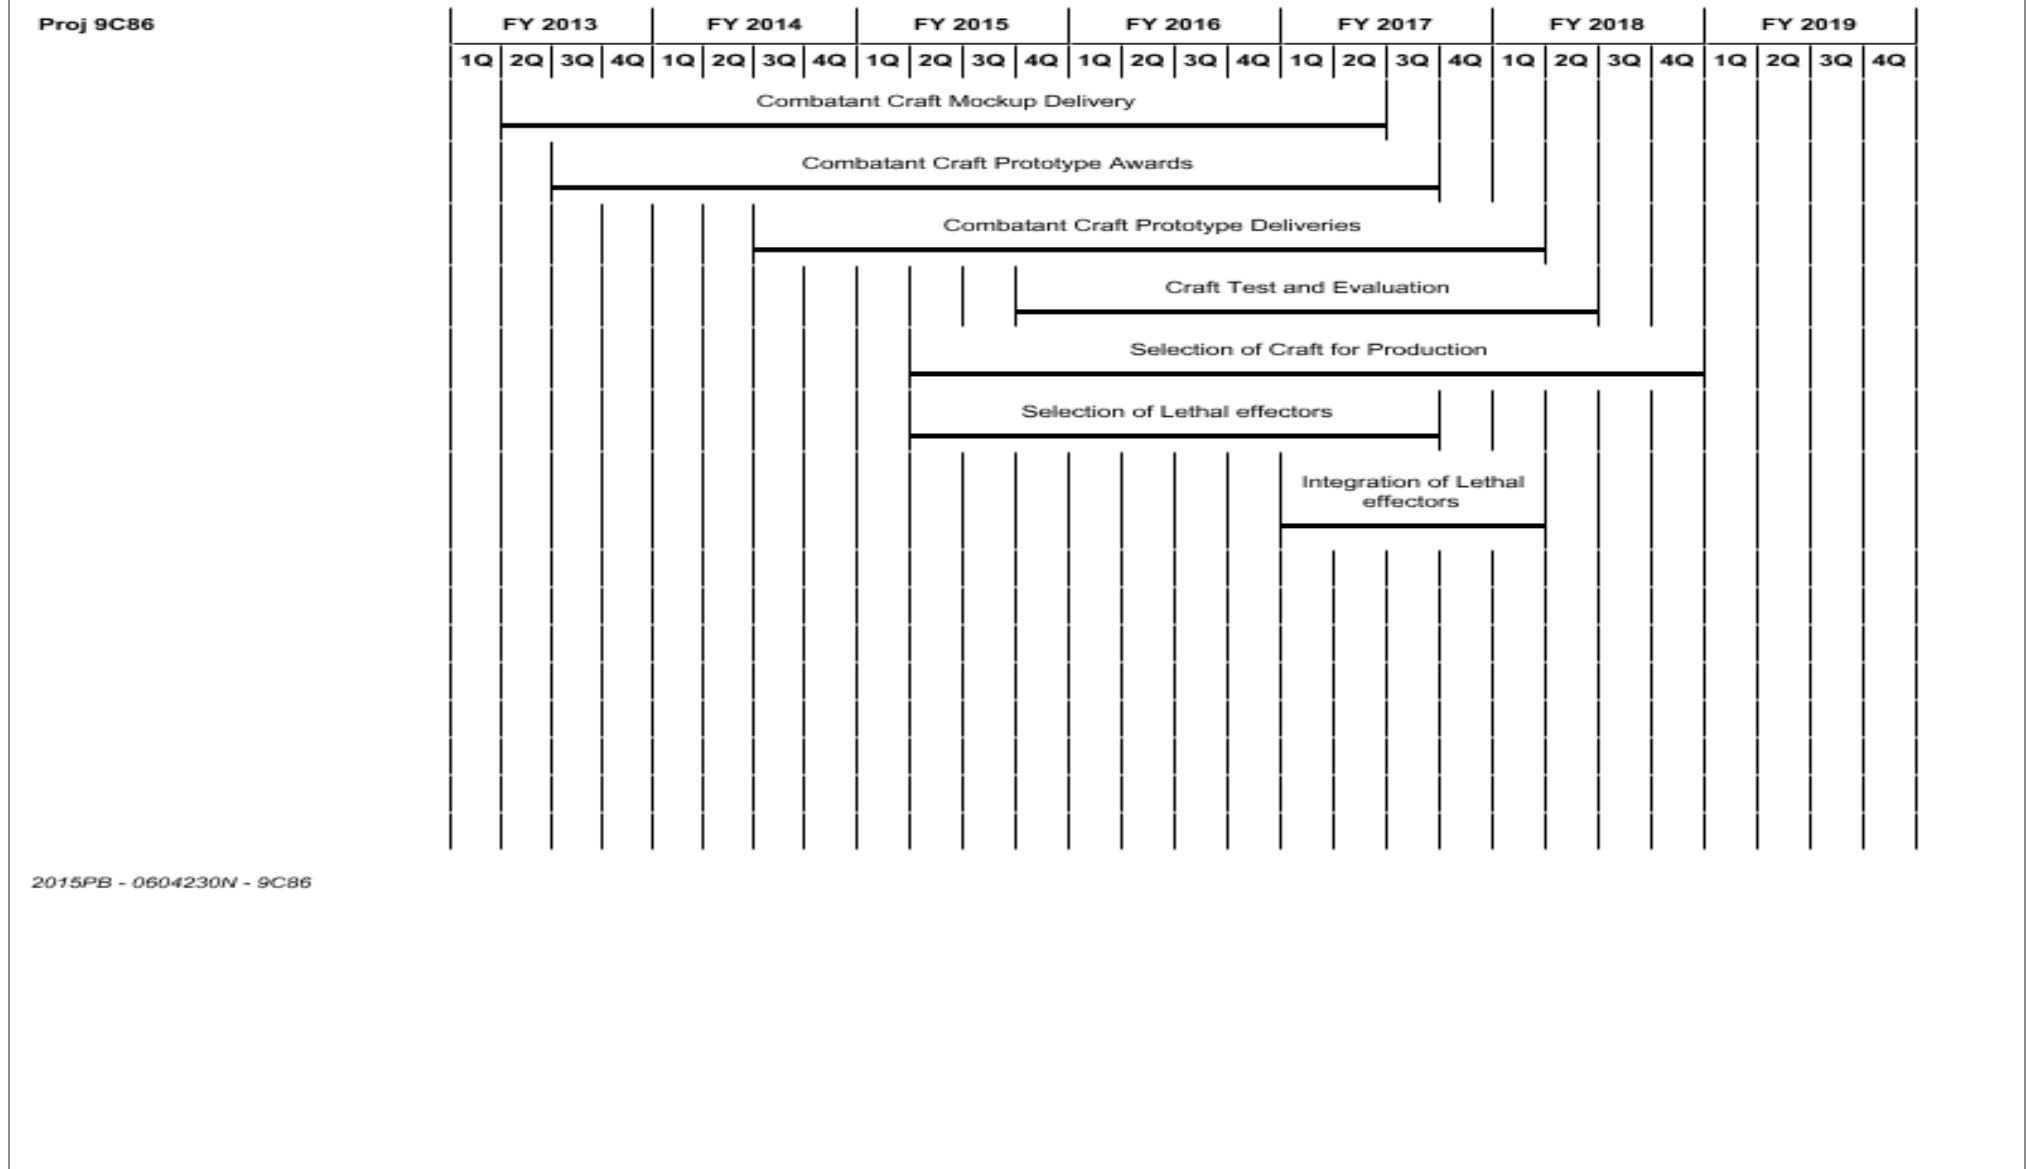 Proj 9C86 FY 2013 FY 2014 FY 2015 FY 2016 FY 2017 FY 2018 FY 2019
1Q 2Q 3Q 4Q 1Q 2Q 3Q 4Q 1Q 2Q 3Q 4Q 1Q 2Q 3Q 4Q 1Q 2Q 3Q 4Q 1Q 2Q 3Q 4Q 1Q 2Q 3Q 4Q
Combatant Craft Mockup Delivery
Combatant Craft Prototype Awards
Combatant Craft Prototype Deliveries
Craft Test and Evaluation
Selection of Craft for Production
Selection of Lethal effectors
Integration of Lethal
effectors
2015PB - 0604230N - 9C86